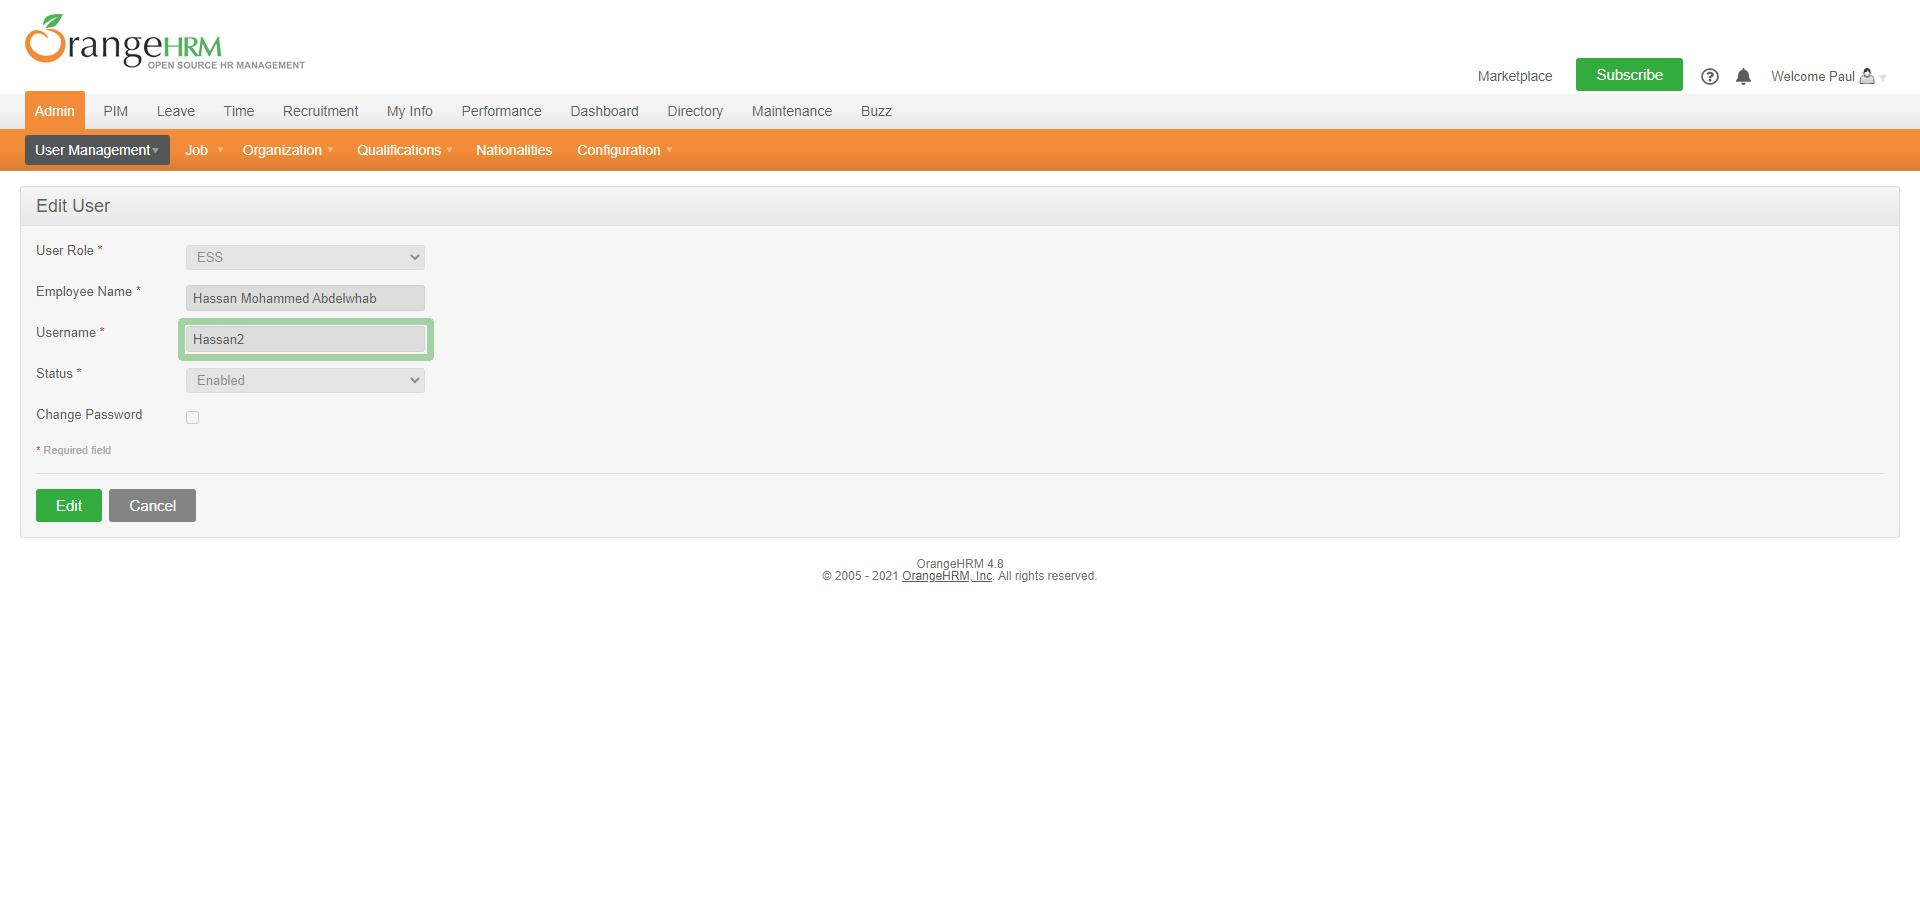 OrangeHRM
OPEN SOURCE HR MANAGEMENT
Marketplace Subscribe Welcome Paul
Admin PIM Leave Time Recruitment My Info Performance Dashboard Directory Maintenance Buzz
User Management Job Organization Qualifications Nationalities Configuration
Edit User
User Role * ESS
Employee Name * Hassan Mohammed Abdelwhab
Username * Hassan2
Status * Enabled
Change Password
* Required field
Edit Cancel
OrangeHRM 4.8
© 2005 - 2021 OrangeHRM, Inc. All rights reserved.